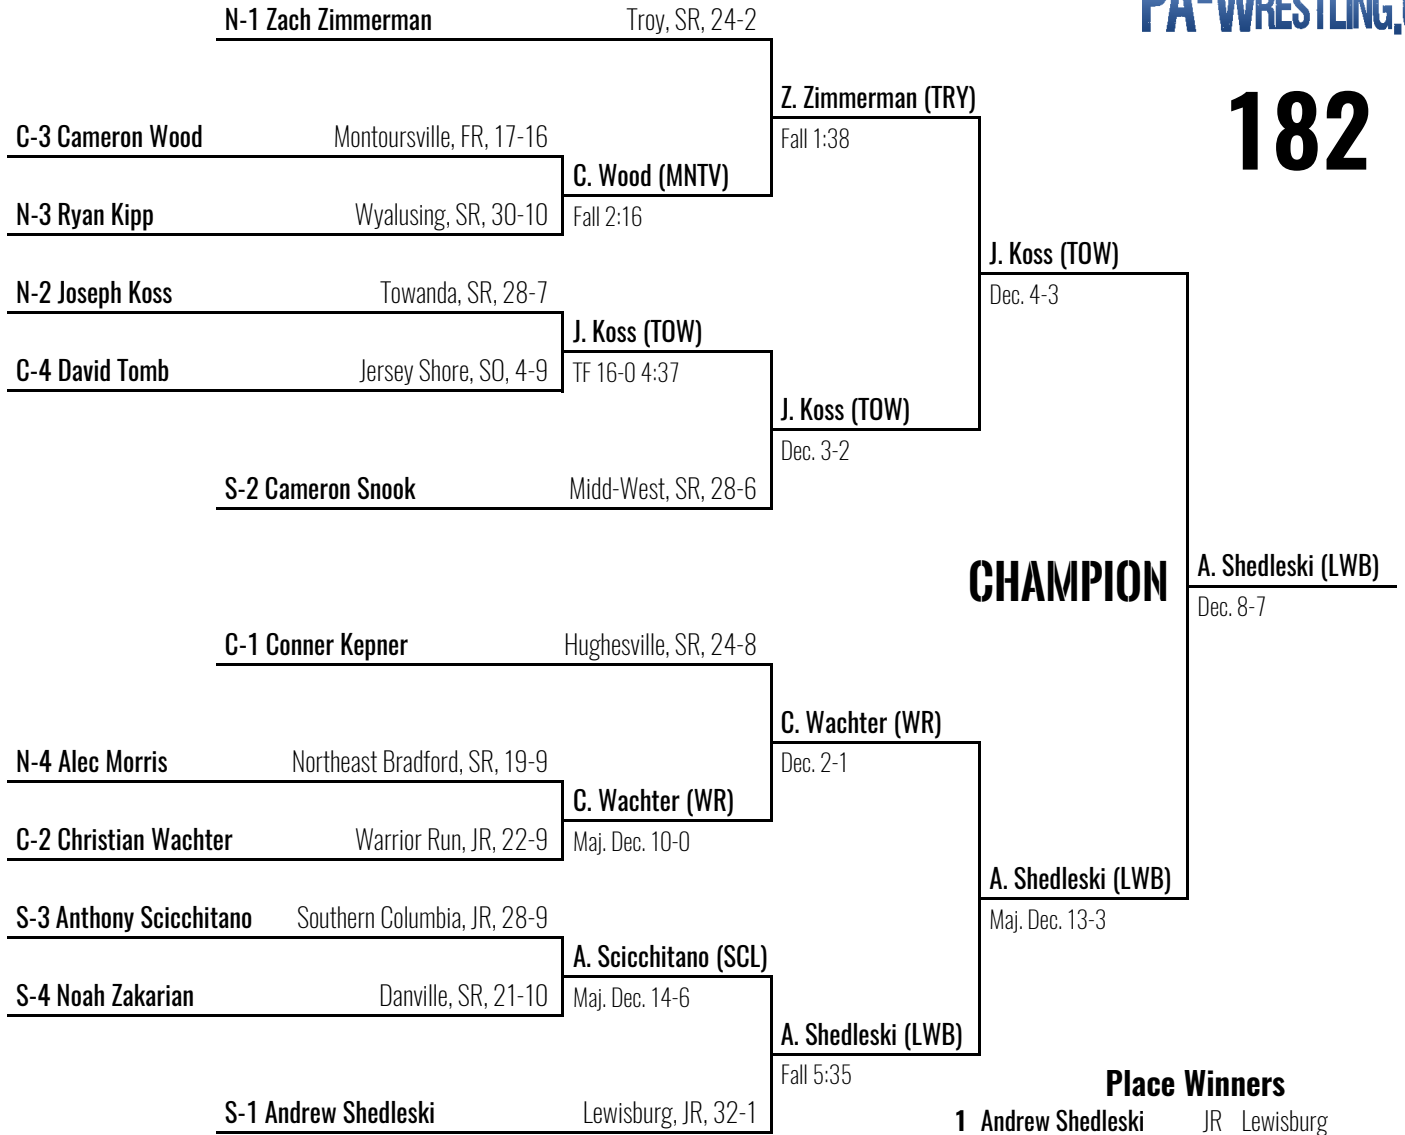 PA-WRESTLING.
182
N-1 Zach Zimmerman Troy, SR, 24-2
Z. Zimmerman (TRY)
Fall 1:38
C-3 Cameron Wood Montoursville, FR, 17-16
C. Wood (MNTV)
Fall 2:16
N-3 Ryan Kipp Wyalusing, SR, 30-10
J. Koss (TOW)
Dec. 4-3
N-2 Joseph Koss Towanda, SR, 28-7
J. Koss (TOW)
TF 16-0 4:37
C-4 David Tomb Jersey Shore, SO, 4-9
J. Koss (TOW)
Dec. 3-2
S-2 Cameron Snook Midd-West, SR, 28-6
CHAMPION
A. Shedleski (LWB)
Dec. 8-7
C-1 Conner Kepner Hughesville, SR, 24-8
C. Wachter (WR)
Dec. 2-1
N-4 Alec Morris Northeast Bradford, SR, 19-9
C. Wachter (WR)
Maj. Dec. 10-0
C-2 Christian Wachter Warrior Run, JR, 22-9
A. Shedleski (LWB)
Maj. Dec. 13-3
S-3 Anthony Scicchitano Southern Columbia, JR, 28-9
A. Scicchitano (SCL)
Maj. Dec. 14-6
S-4 Noah Zakarian Danville, SR, 21-10
A. Shedleski (LWB)
Fall 5:35
S-1 Andrew Shedleski Lewisburg, JR, 32-1
Place Winners
1 Andrew Shedleski JR Lewisburg